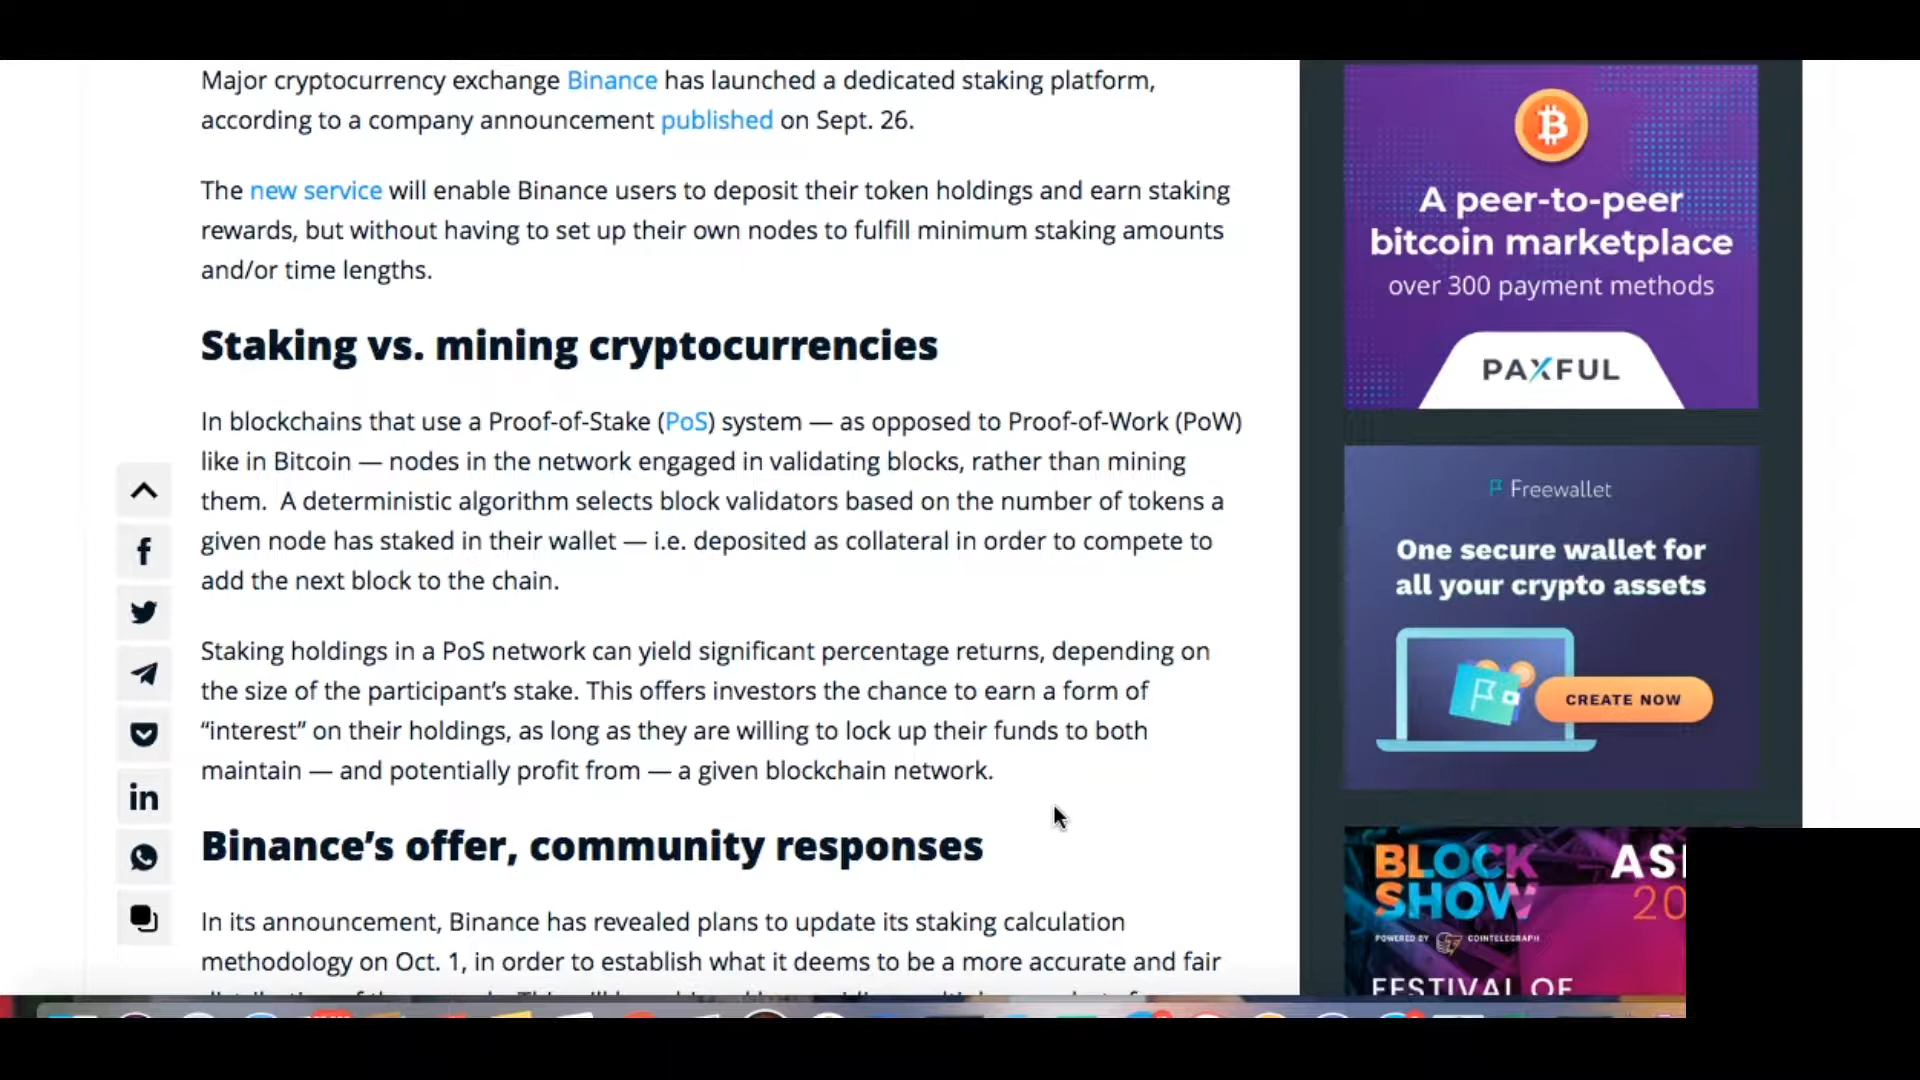 Major cryptocurrency exchange Binance has launched a dedicated staking platform,
according to a company announcement published on Sept. 26.
The new service will enable Binance users to deposit their token holdings and earn staking
rewards, but without having to set up their own nodes to fulfill minimum staking amounts
and/or time lengths.
Staking vs. mining cryptocurrencies
In blockchains that use a Proof-of-Stake (PoS) system — as opposed to Proof-of-Work (PoW)
like in Bitcoin — nodes in the network engaged in validating blocks, rather than mining
them.  A deterministic algorithm selects block validators based on the number of tokens a
given node has staked in their wallet — i.e. deposited as collateral in order to compete to
add the next block to the chain.
Staking holdings in a PoS network can yield significant percentage returns, depending on
the size of the participant’s stake. This offers investors the chance to earn a form of
“interest” on their holdings, as long as they are willing to lock up their funds to both
maintain — and potentially profit from — a given blockchain network.
Binance’s offer, community responses
In its announcement, Binance has revealed plans to update its staking calculation
methodology on Oct. 1, in order to establish what it deems to be a more accurate and fair
A peer-to-peer
bitcoin marketplace
over 300 payment methods
PAXFUL
Freewallet
One secure wallet for
all your crypto assets
CREATE NOW
BLOCK
SHOW
POWERED BY COINTELEGRAPH
AS
20
FESTIVAL OF